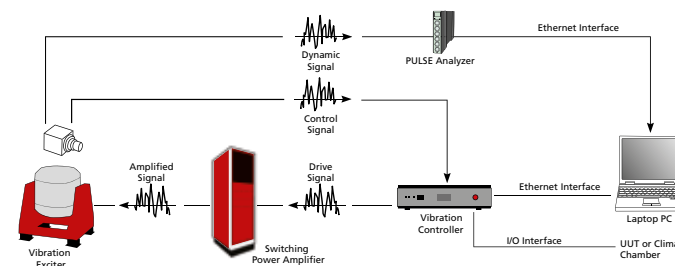 Ethernet Interface
Dynamic
Signal
PULSE Analyzer
Control
Signal
Amplified
Signal
Drive
Signal
Ethernet Interface
Vibration
Controller
Laptop PC
I/O Interface
UUT or Clima
Chamber
Switching
Power Amplifier
Vibration
Exciter